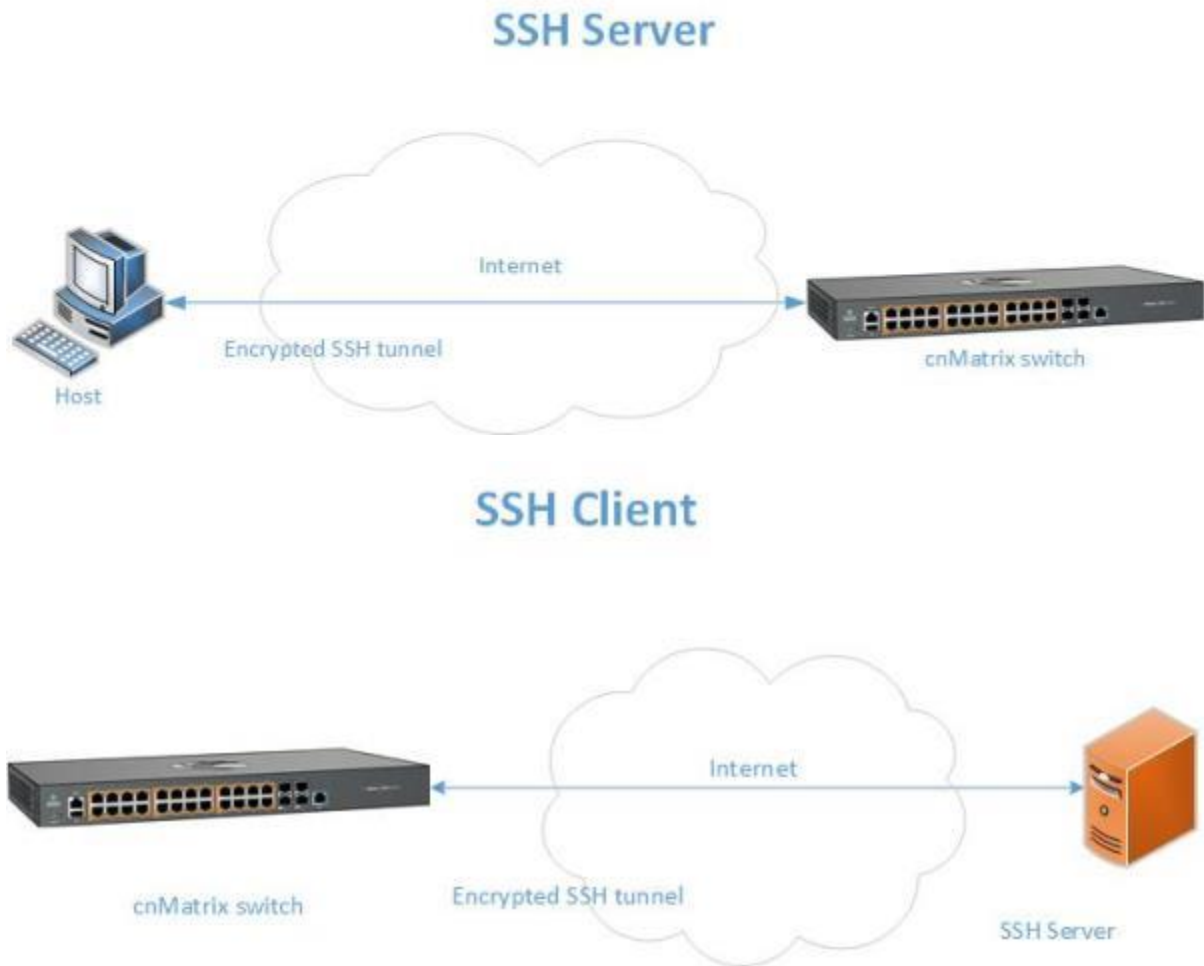 SSH Server
Internet
Encrypted SSH tunnel
cnMatrix switch
Host
SSH Client
Internet
Encrypted SSH tunnel
cnMatrix switch
SSH Server